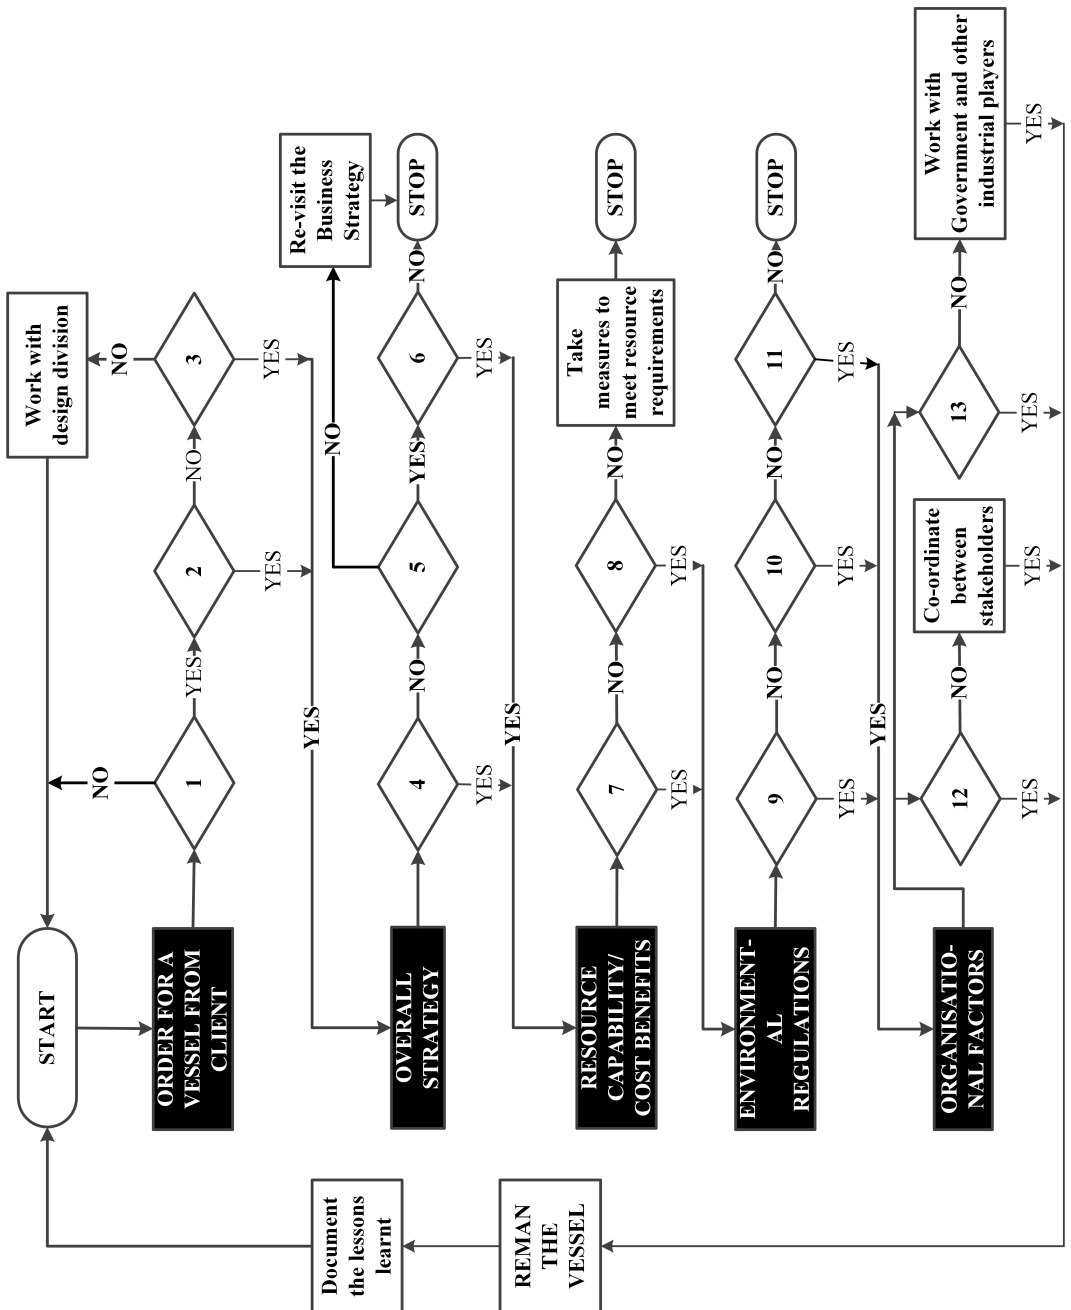 START
Work with
design division
ORDER FOR A
VESSEL FROM
CLIENT
1
NO
YES
2
YES
NO
3
NO
YES
YES
OVERALL
STRATEGY
4
NO
YES
5
NO
YES
Re-visit the
Business
Strategy
6
NO
YES
STOP
YES
RESOURCE
CAPABILITY/
COST BENEFITS
7
NO
YES
8
NO
YES
Take
measures to
meet resource
requirements
STOP
ENVIRONMENT-
AL
REGULATIONS
9
NO
YES
10
NO
YES
11
NO
YES
STOP
YES
ORGANISATIO-
NAL FACTORS
12
NO
YES
Co-ordinate
between
stakeholders
YES
13
NO
YES
Work with
Government and other
industrial players
YES
REMAN
THE
VESSEL
Document
the lessons
learnt